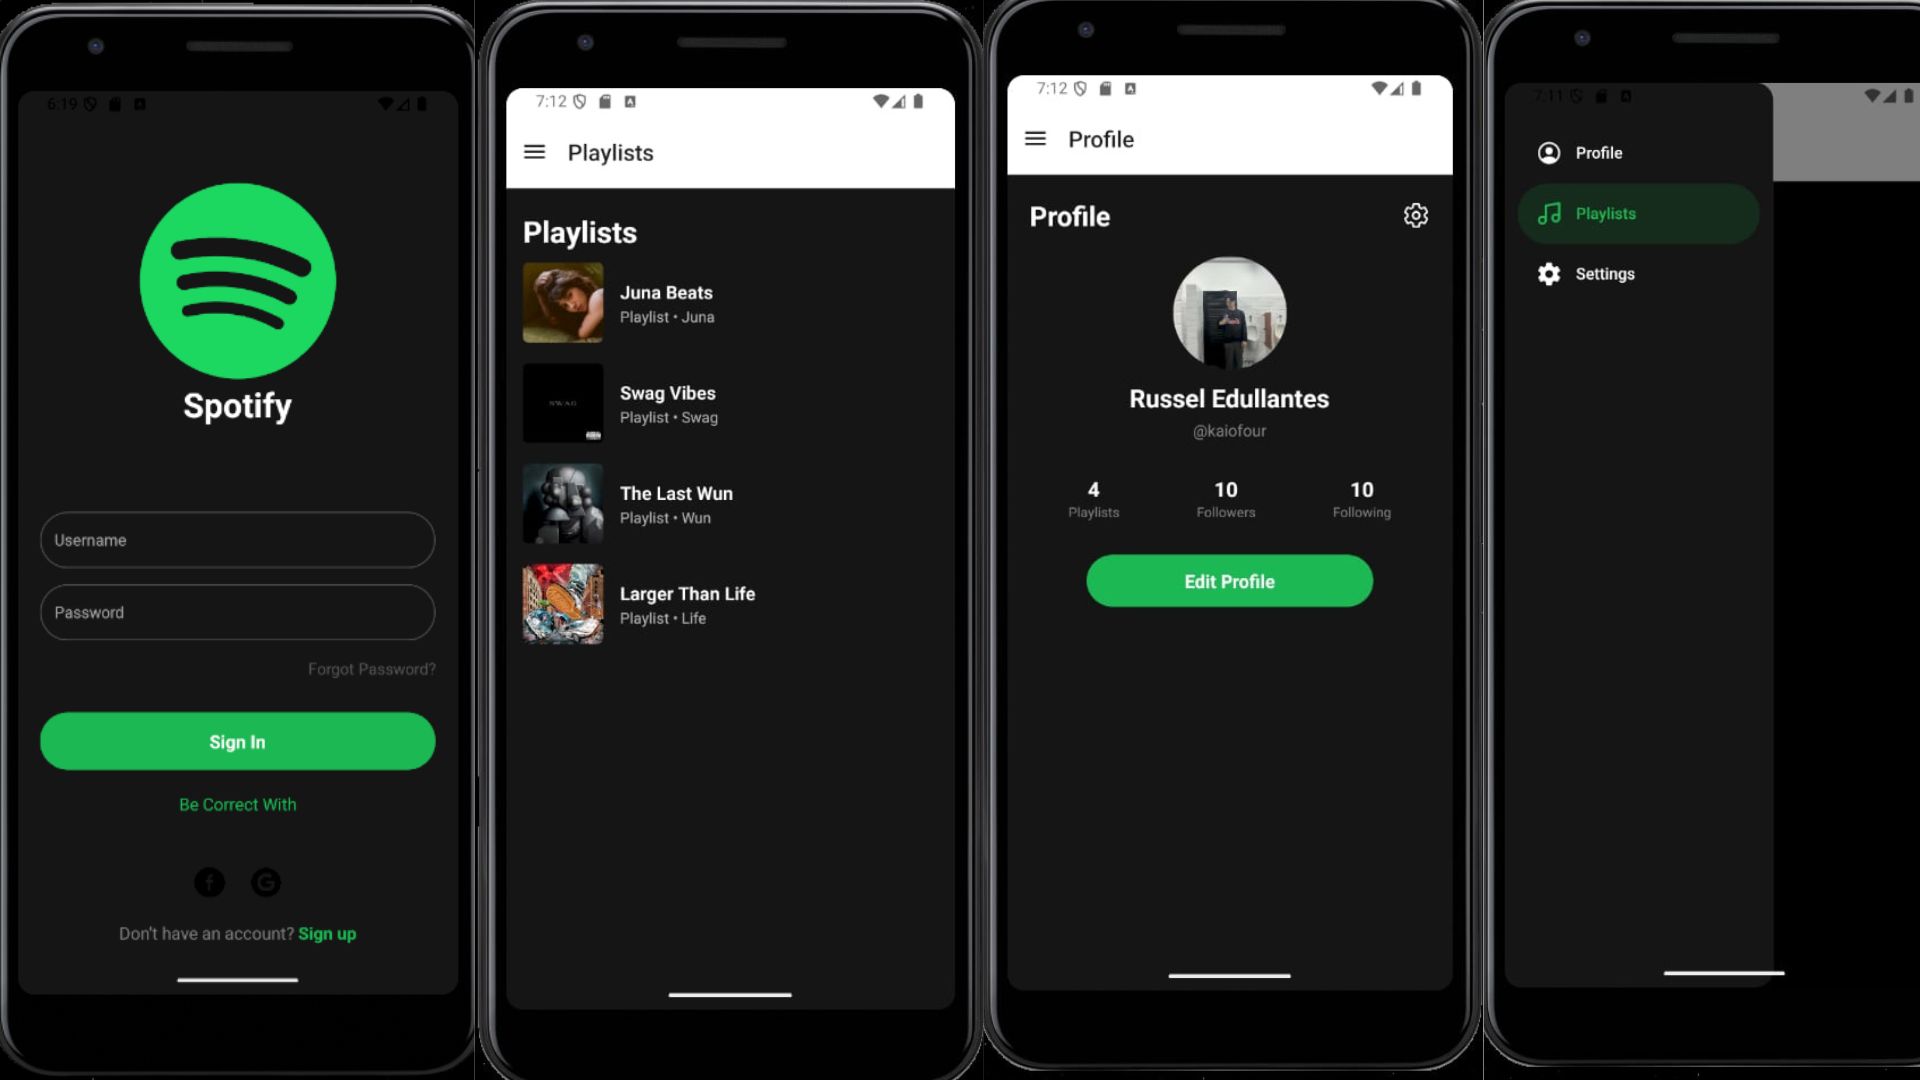 6:19
Spotify
Username
Password
Forgot Password?
Sign In
Be Correct With
f G
Don't have an account? Sign up
7:12
Playlists
Playlists
Juna Beats
Playlist • Juna
SWAG
Swag Vibes
Playlist • Swag
The Last Wun
Playlist • Wun
Larger Than Life
Playlist • Life
7:12
Profile
Profile
Russel Edullantes
@kaiofour
4 10 10
Playlists Followers Following
Edit Profile
7:11
Profile
Playlists
Settings